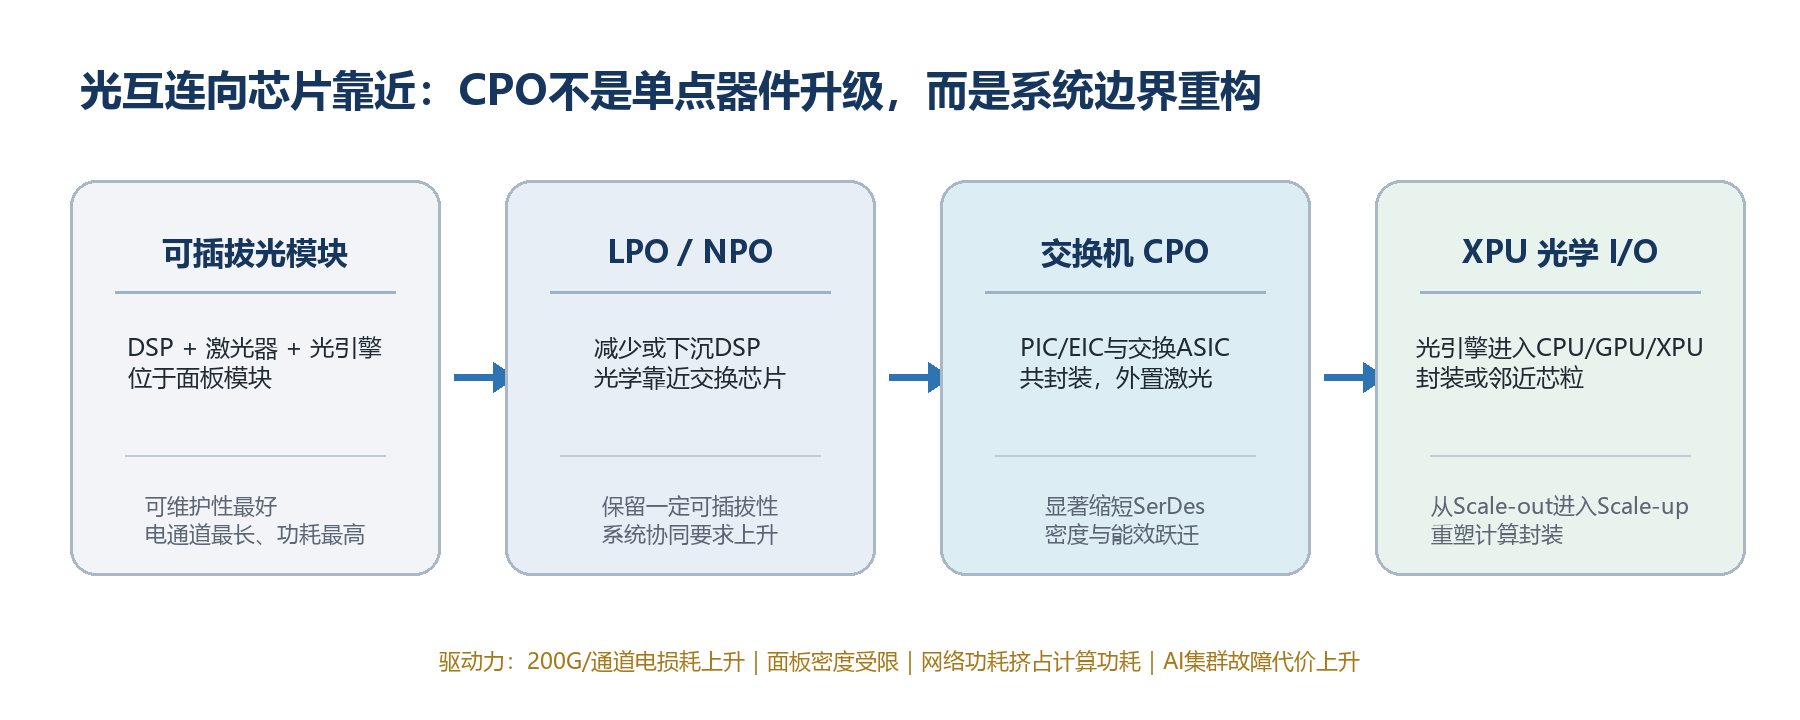 光互连向芯片靠近：CPO不是单点器件升级，而是系统边界重构
可插拔光模块
DSP + 激光器 + 光引擎
位于面板模块
可维护性最好
电通道最长、功耗最高
LPO / NPO
减少或下沉DSP
光学靠近交换芯片
保留一定可插拔性
系统协同要求上升
交换机 CPO
PIC/EIC与交换ASIC
共封装，外置激光
显著缩短SerDes
密度与能效跃迁
XPU 光学 I/O
光引擎进入CPU/GPU/XPU
封装或邻近芯粒
从Scale-out进入Scale-up
重塑计算封装
驱动力：200G/通道电损耗上升｜面板密度受限｜网络功耗挤占计算功耗｜AI集群故障代价上升